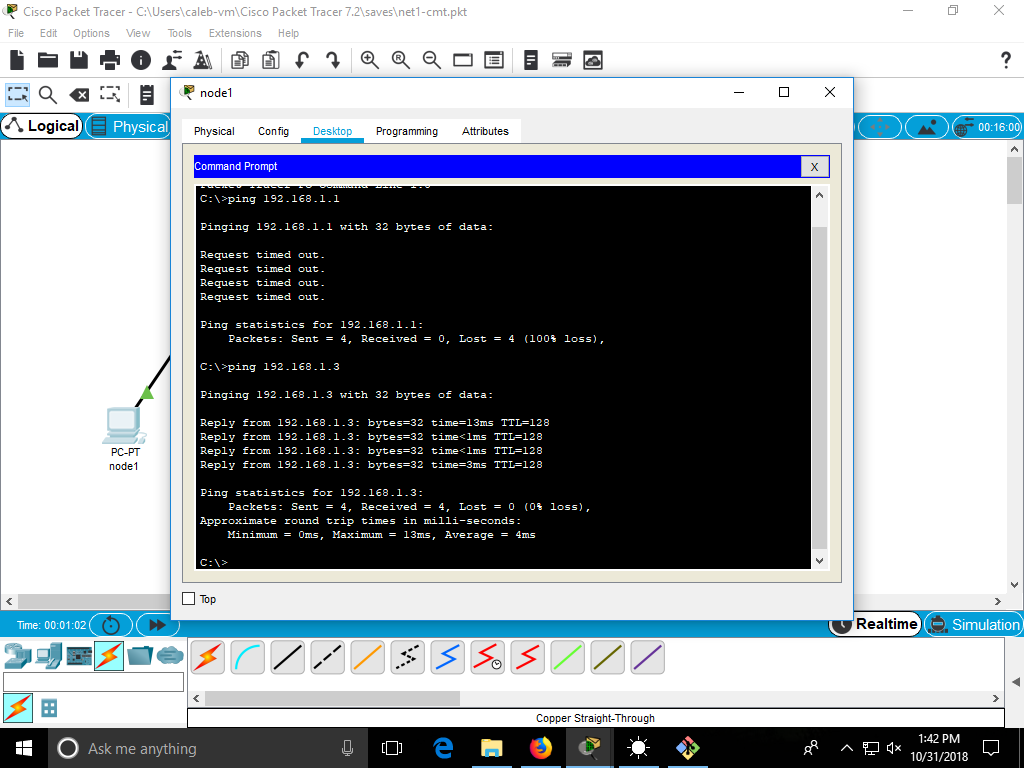 Cisco Packet Tracer - C:\Users\caleb-vm\Cisco Packet Tracer 7.2\saves\net1-cmt.pkt
File Edit Options View Tools Extensions Help
?
node1
Logical
Physical
00:16:00
Physical Config Desktop Programming Attributes
Command Prompt
X
Packet Tracer PC Command Line 1.0
C:\>ping 192.168.1.1
Pinging 192.168.1.1 with 32 bytes of data:
Request timed out.
Request timed out.
Request timed out.
Request timed out.
Ping statistics for 192.168.1.1:
Packets: Sent = 4, Received = 0, Lost = 4 (100% loss),
C:\>ping 192.168.1.3
Pinging 192.168.1.3 with 32 bytes of data:
Reply from 192.168.1.3: bytes=32 time=13ms TTL=128
Reply from 192.168.1.3: bytes=32 time<1ms TTL=128
Reply from 192.168.1.3: bytes=32 time<1ms TTL=128
Reply from 192.168.1.3: bytes=32 time=3ms TTL=128
Ping statistics for 192.168.1.3:
Packets: Sent = 4, Received = 4, Lost = 0 (0% loss),
Approximate round trip times in milli-seconds:
Minimum = 0ms, Maximum = 13ms, Average = 4ms
C:\>
PC-PT
node1
Top
Time: 00:01:02
Realtime
Simulation
Copper Straight-Through
Ask me anything
1:42 PM
10/31/2018